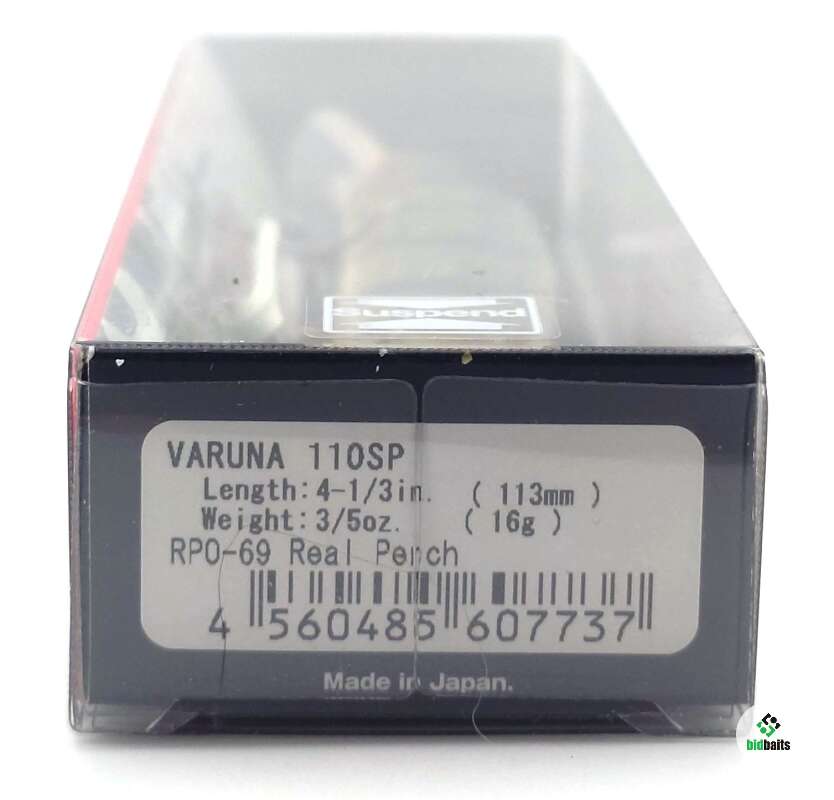 Suspend
VARUNA 110SP
Length:4-1/3in. ( 113mm )
Weight:3/5oz. ( 16g )
RPO-69 Real Perch
4 560485 607737
Made in Japan.
bidbaits